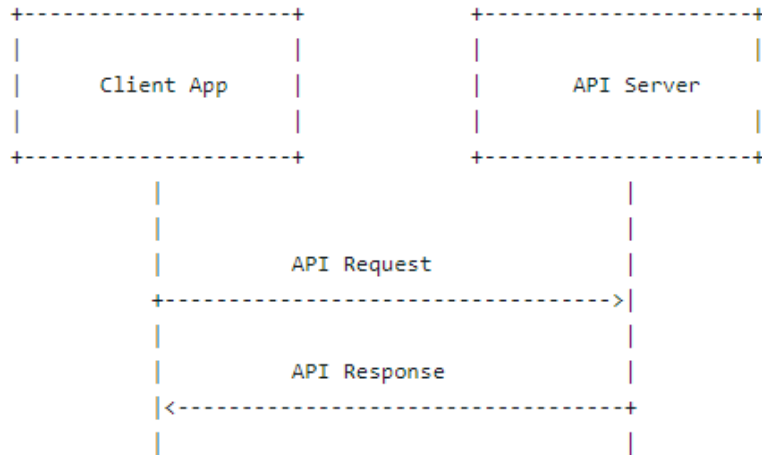 Client App
API Server
API Request
API Response